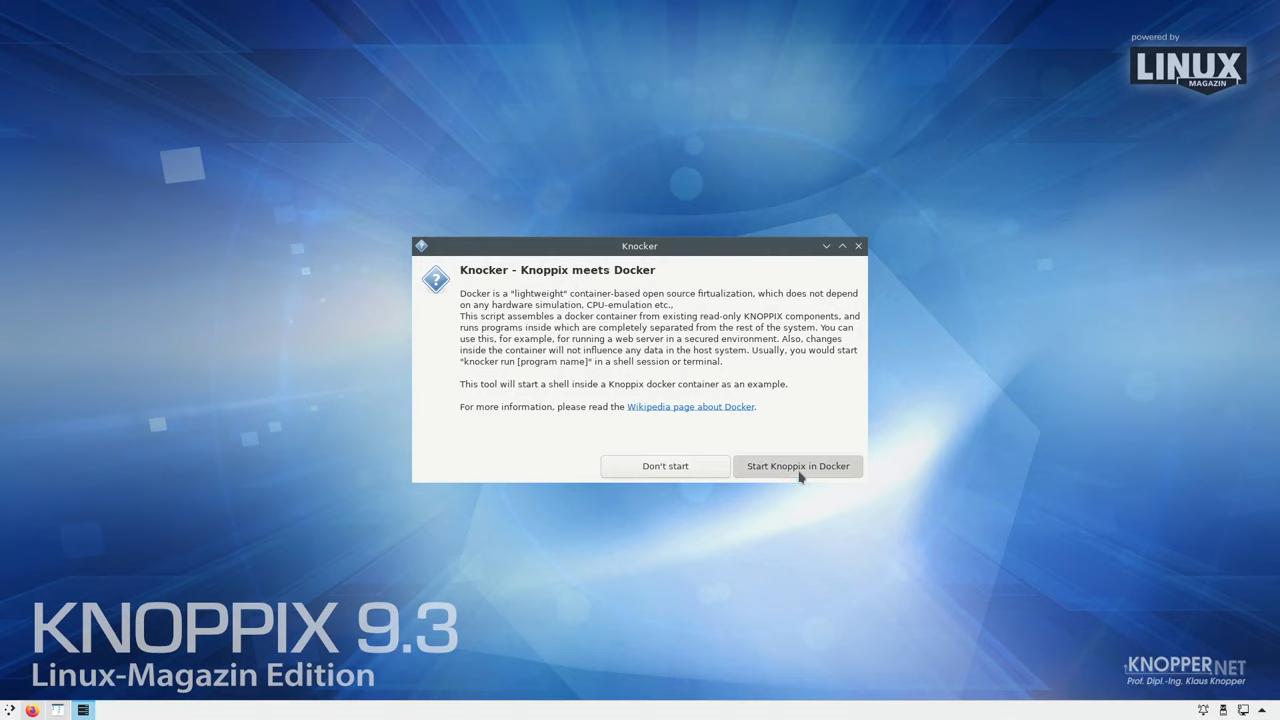 powered by
LINUX
MAGAZIN
Knocker
Knocker - Knoppix meets Docker
Docker is a "lightweight" container-based open source firtualization, which does not depend
on any hardware simulation, CPU-emulation etc.,
This script assembles a docker container from existing read-only KNOPPIX components, and
runs programs inside which are completely separated from the rest of the system. You can
use this, for example, for running a web server in a secured environment. Also, changes
inside the container will not influence any data in the host system. Usually, you would start
"knocker run [program name]" in a shell session or terminal.
This tool will start a shell inside a Knoppix docker container as an example.
For more information, please read the Wikipedia page about Docker.
Don't start
Start Knoppix in Docker
KNOPPIX 9.3
Linux-Magazin Edition
KNOPPER.NET
Prof. Dipl.-Ing. Klaus Knopper